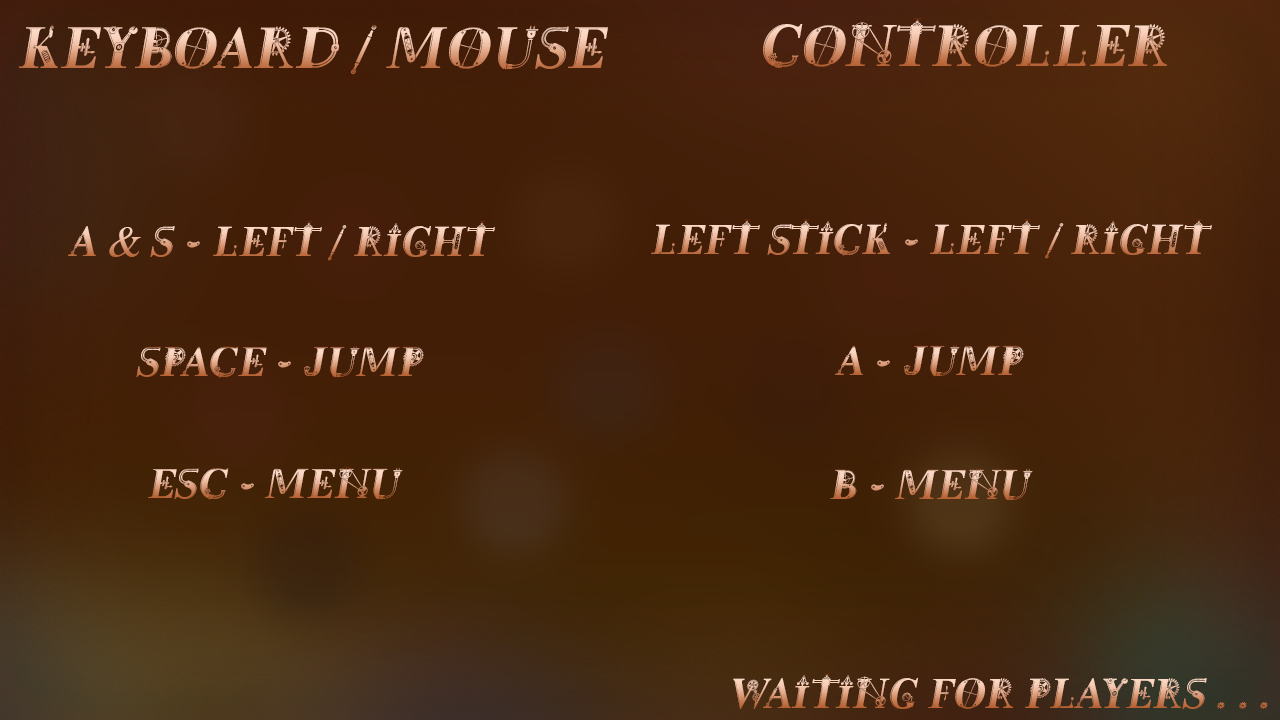 KEYBOARD / MOUSE
A & S - LEFT / RIGHT
SPACE - JUMP
ESC - MENU
CONTROLLER
LEFT STICK - LEFT / RIGHT
A - JUMP
B - MENU
WAITING FOR PLAYERS . . .